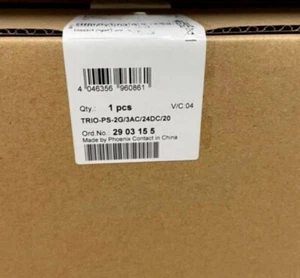 4 046356 960861
Qty.: 1 pcs V/C:04
TRIO-PS-2G/3AC/24DC/20
Ord.No.: 29 03 15 5
Made by Phoenix Contact in China